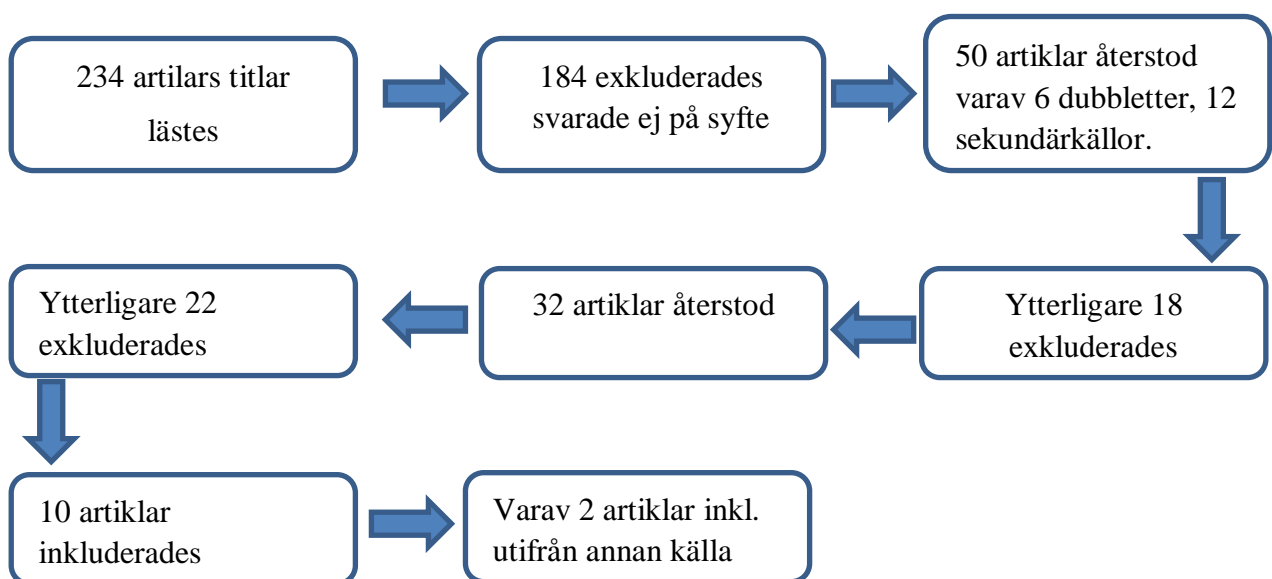 234 artilars titlar
lästes
184 exkluderades
svarade ej på syfte
50 artiklar återstod
varav 6 dubbletter, 12
sekundärkällor.
Ytterligare 18
exkluderades
32 artiklar återstod
Ytterligare 22
exkluderades
10 artiklar
inkluderades
Varav 2 artiklar inkl.
utifrån annan källa